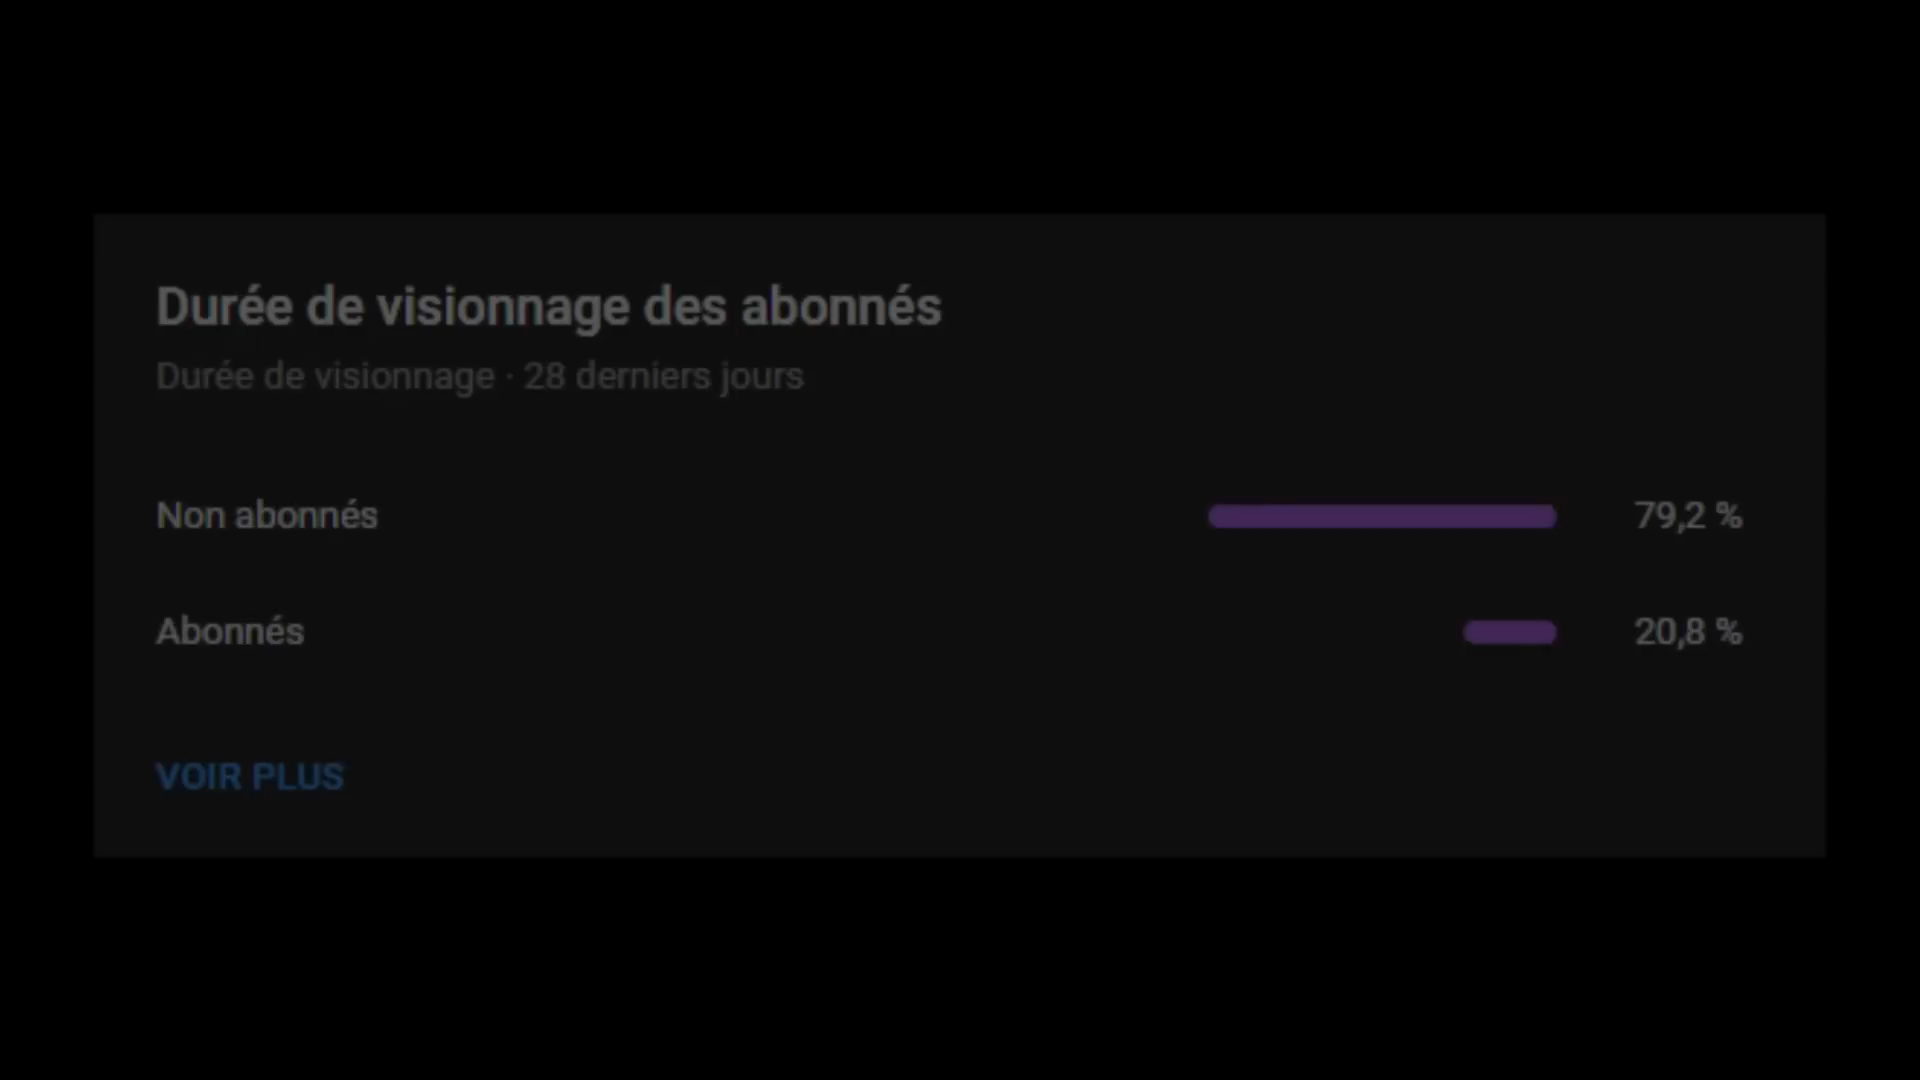 Durée de visionnage des abonnés
Durée de visionnage · 28 derniers jours
Non abonnés 79,2 %
Abonnés 20,8 %
VOIR PLUS